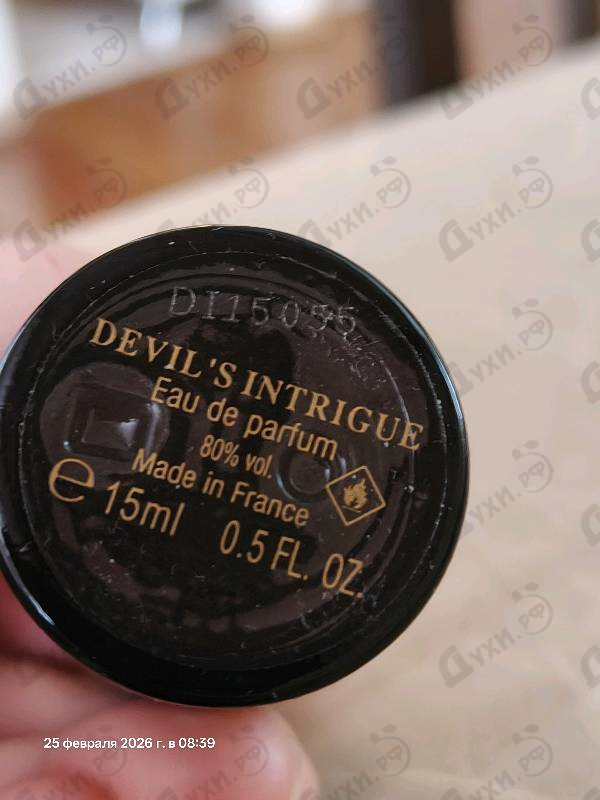 DEVIL'S INTRIGUE
Eau de parfum
80% vol.
Made in France
e 15ml 0.5 FL. OZ.
25 февраля 2026 г. в 08:39
Духи.рф